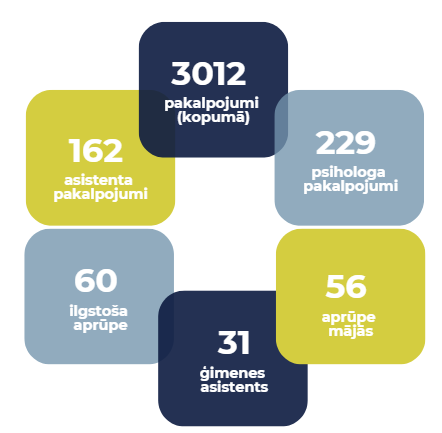 3012
pakalpojumi
(kopumā)
162
asistenta
pakalpojumi
229
psihologa
pakalpojumi
60
ilgstoša
aprūpe
56
aprūpe
mājās
31
ģimenes
asistents